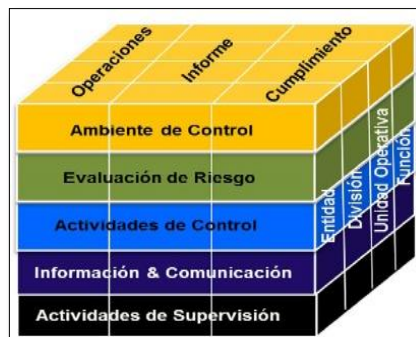 Operaciones
Informe
Cumplimiento
Ambiente de Control
Evaluación de Riesgo
Actividades de Control
Información & Comunicación
Actividades de Supervisión
Entidad
División
Unidad Operativa
Función